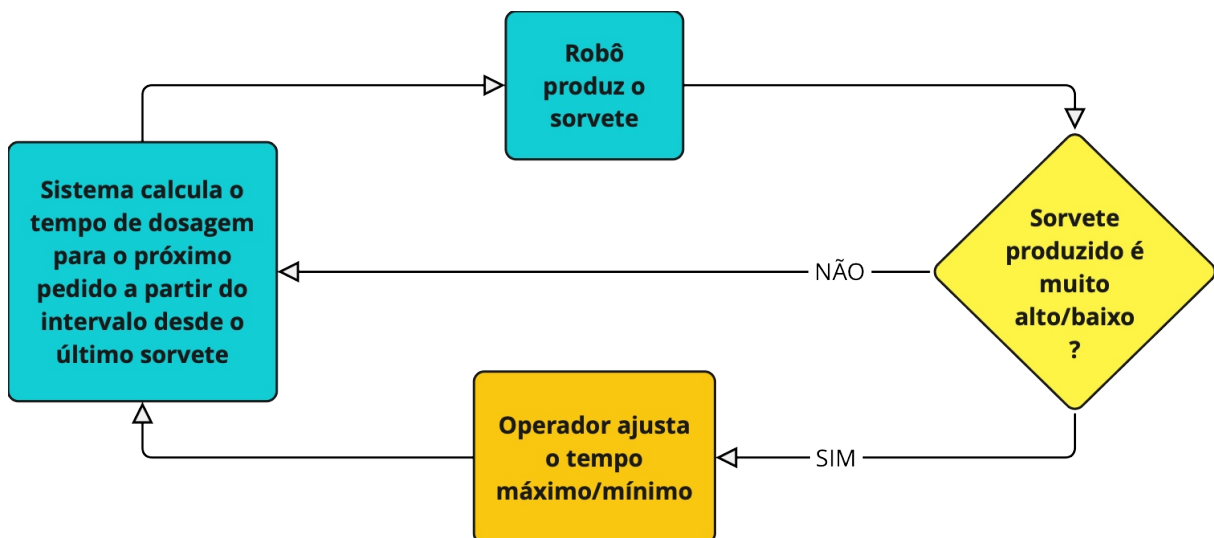 Robô
produz o
sorvete
Sistema calcula o
tempo de dosagem
para o próximo
pedido a partir do
intervalo desde o
último sorvete
Sorvete
produzido é
muito
alto/baixo
?
NÃO
Operador ajusta
o tempo
máximo/mínimo
SIM